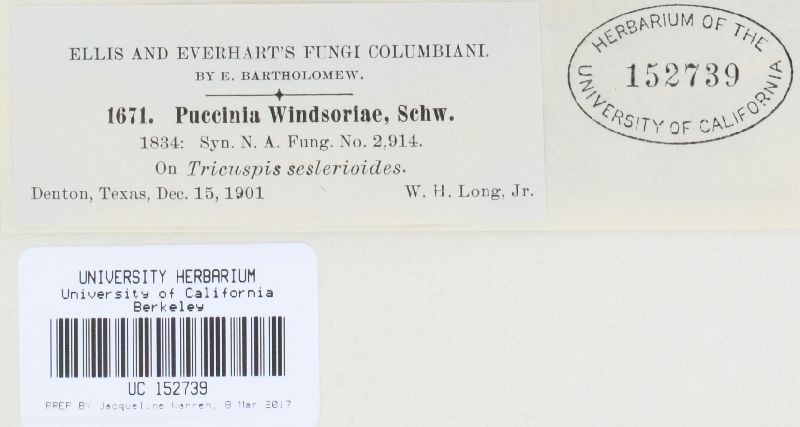 ELLIS AND EVERHART'S FUNGI COLUMBIANI.
BY E. BARTHOLOMEW.
1671. Puccinia Windsoriae, Schw.
1834: Syn. N. A. Fung. No. 2,914.
On Tricuspis seslerioides.
Denton, Texas, Dec. 15, 1901 W. H. Long, Jr.
HERBARIUM OF THE
152739
UNIVERSITY OF CALIFORNIA
UNIVERSITY HERBARIUM
University of California
Berkeley
UC 152739
PREP BY Jacqueline Warren, 8 Mar 2017